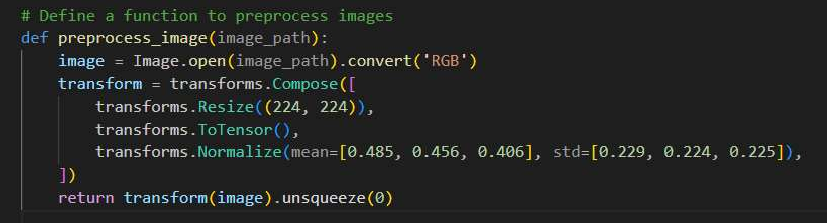 # Define a function to preprocess images
def preprocess_image(image_path):
    image = Image.open(image_path).convert('RGB')
    transform = transforms.Compose([
        transforms.Resize((224, 224)),
        transforms.ToTensor(),
        transforms.Normalize(mean=[0.485, 0.456, 0.406], std=[0.229, 0.224, 0.225]),
    ])
    return transform(image).unsqueeze(0)